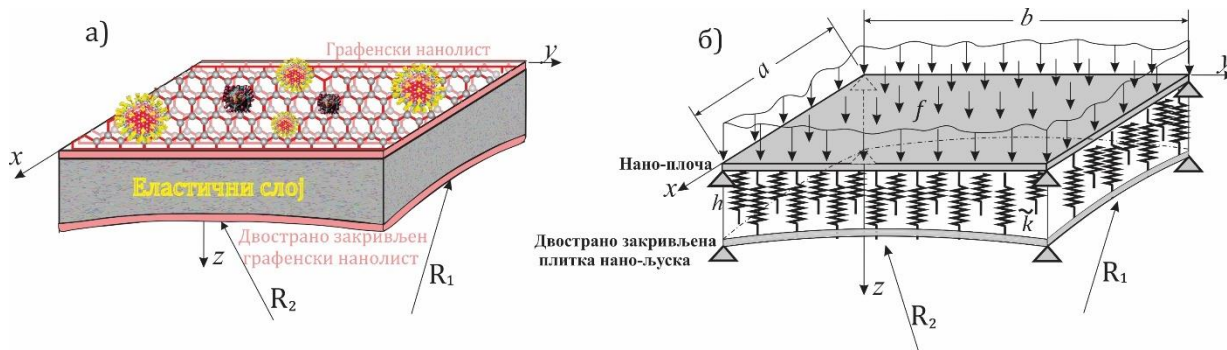 а)
Графенски нанолист
y
x
Еластични слој
Двострано закривљен
графенски нанолист
z
R₂
R₁
б)
b
a
y
f
Нано-плоча
x
h
k̃
Двострано закривљена
плитка нано-љуска
z
R₂
R₁